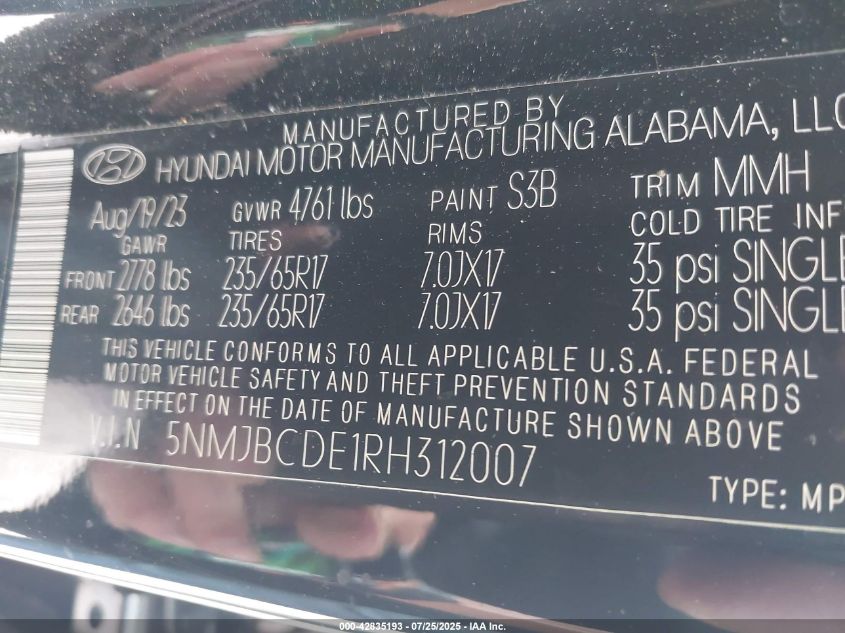 MANUFACTURED BY
HYUNDAI MOTOR MANUFACTURING ALABAMA, LLC
Aug/19/23 GVWR 4761 lbs PAINT S3B TRIM MMH
GAWR TIRES RIMS COLD TIRE INF
FRONT 2778 lbs 235/65R17 7.0JX17 35 psi SINGLE
REAR 2646 lbs 235/65R17 7.0JX17 35 psi SINGLE
THIS VEHICLE CONFORMS TO ALL APPLICABLE U.S.A. FEDERAL
MOTOR VEHICLE SAFETY AND THEFT PREVENTION STANDARDS
IN EFFECT ON THE DATE OF MANUFACTURE SHOWN ABOVE
V.I.N 5NMJBCDE1RH312007
TYPE: MP
000-42835193 - 07/25/2025 - IAA Inc.